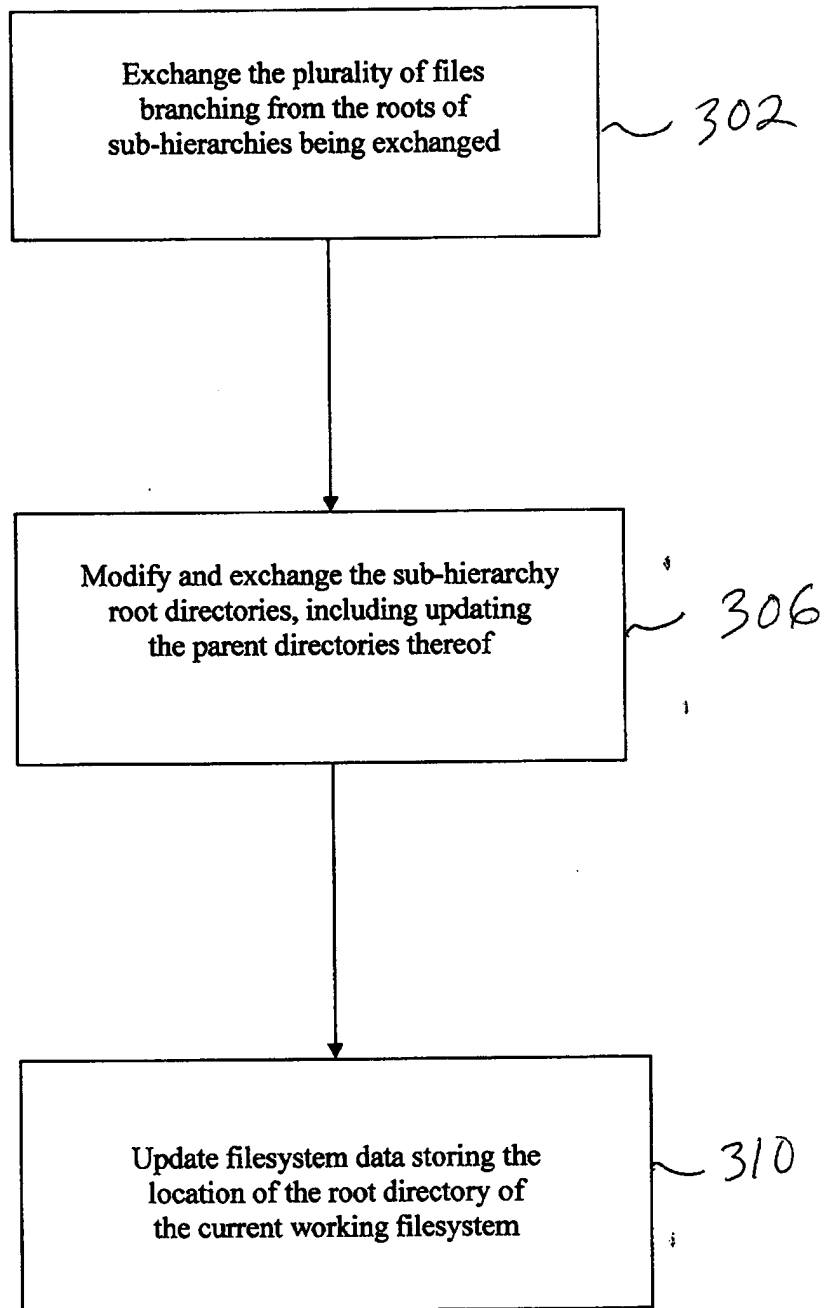 Exchange the plurality of files
branching from the roots of
sub-hierarchies being exchanged
302
Modify and exchange the sub-hierarchy
root directories, including updating
the parent directories thereof
306
Update filesystem data storing the
location of the root directory of
the current working filesystem
310